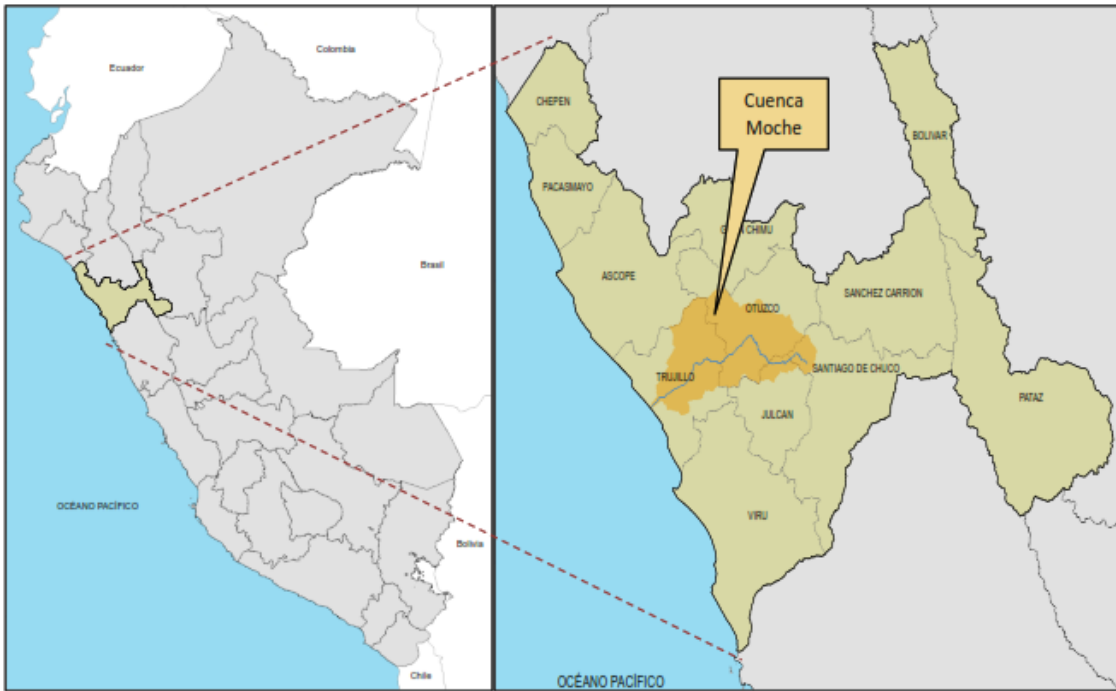 Colombia
Ecuador
Brasil
OCÉANO PACÍFICO
Bolivia
Chile
Cuenca
Moche
CHEPEN
BOLIVAR
PACASMAYO
CHIMU
ASCOPE
SANCHEZ CARRION
OTUZCO
TRUJILLO
SANTIAGO DE CHUCO
JULCAN
PATAZ
VIRU
OCÉANO PACÍFICO